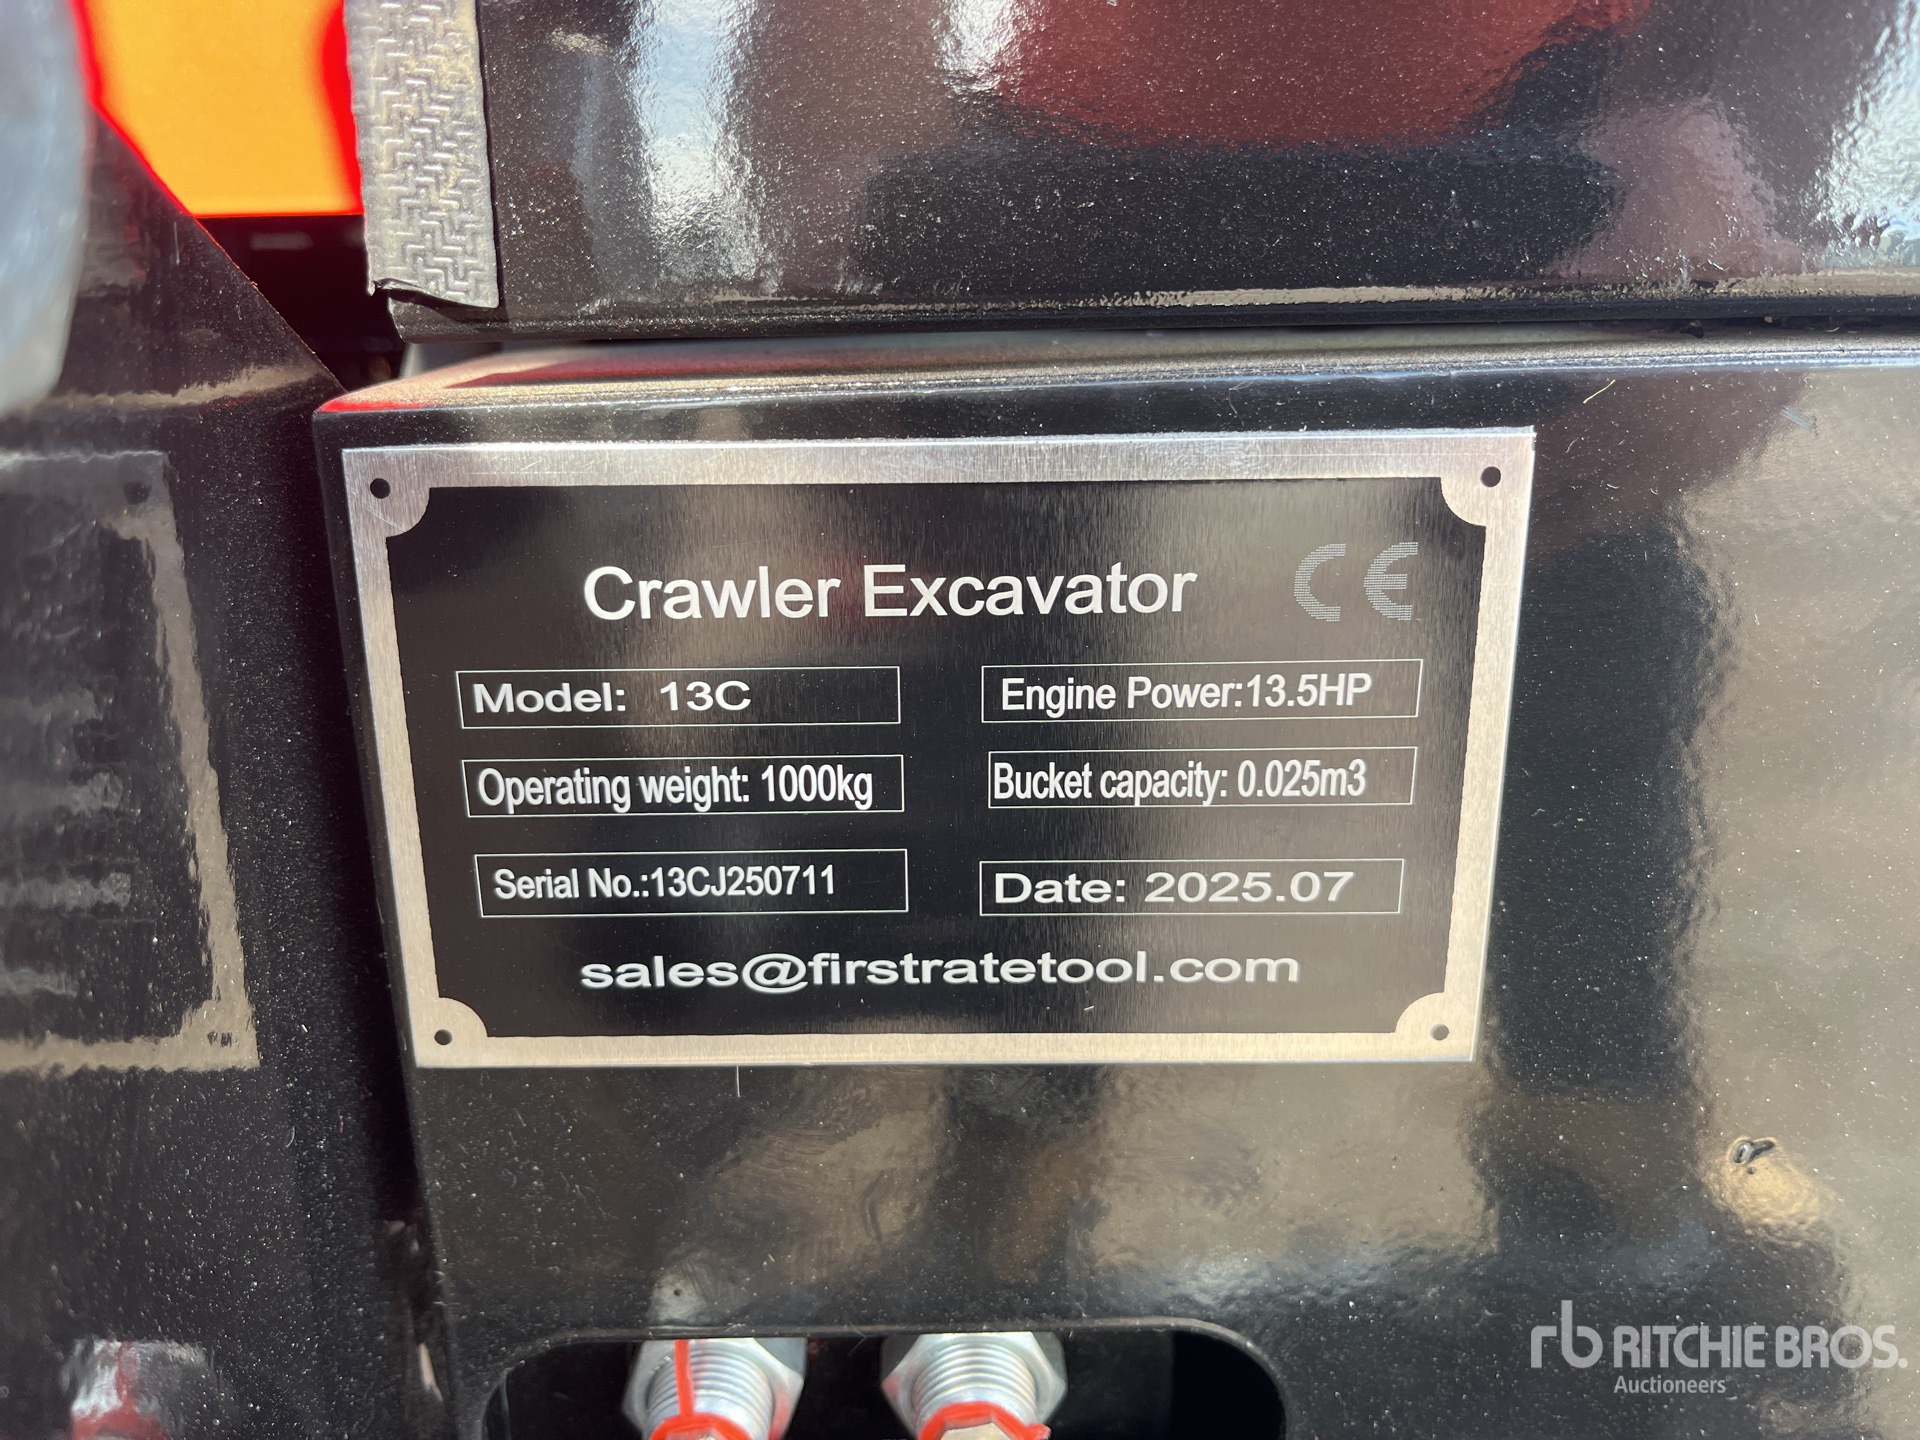 Crawler Excavator CE
Model: 13C
Engine Power:13.5HP
Operating weight: 1000kg
Bucket capacity: 0.025m3
Serial No.:13CJ250711
Date: 2025.07
sales@firstratetool.com
rb RITCHIE BROS.
Auctioneers